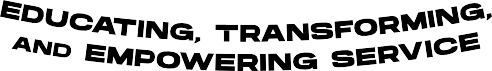 EDUCATING, TRANSFORMING,
AND EMPOWERING SERVICE